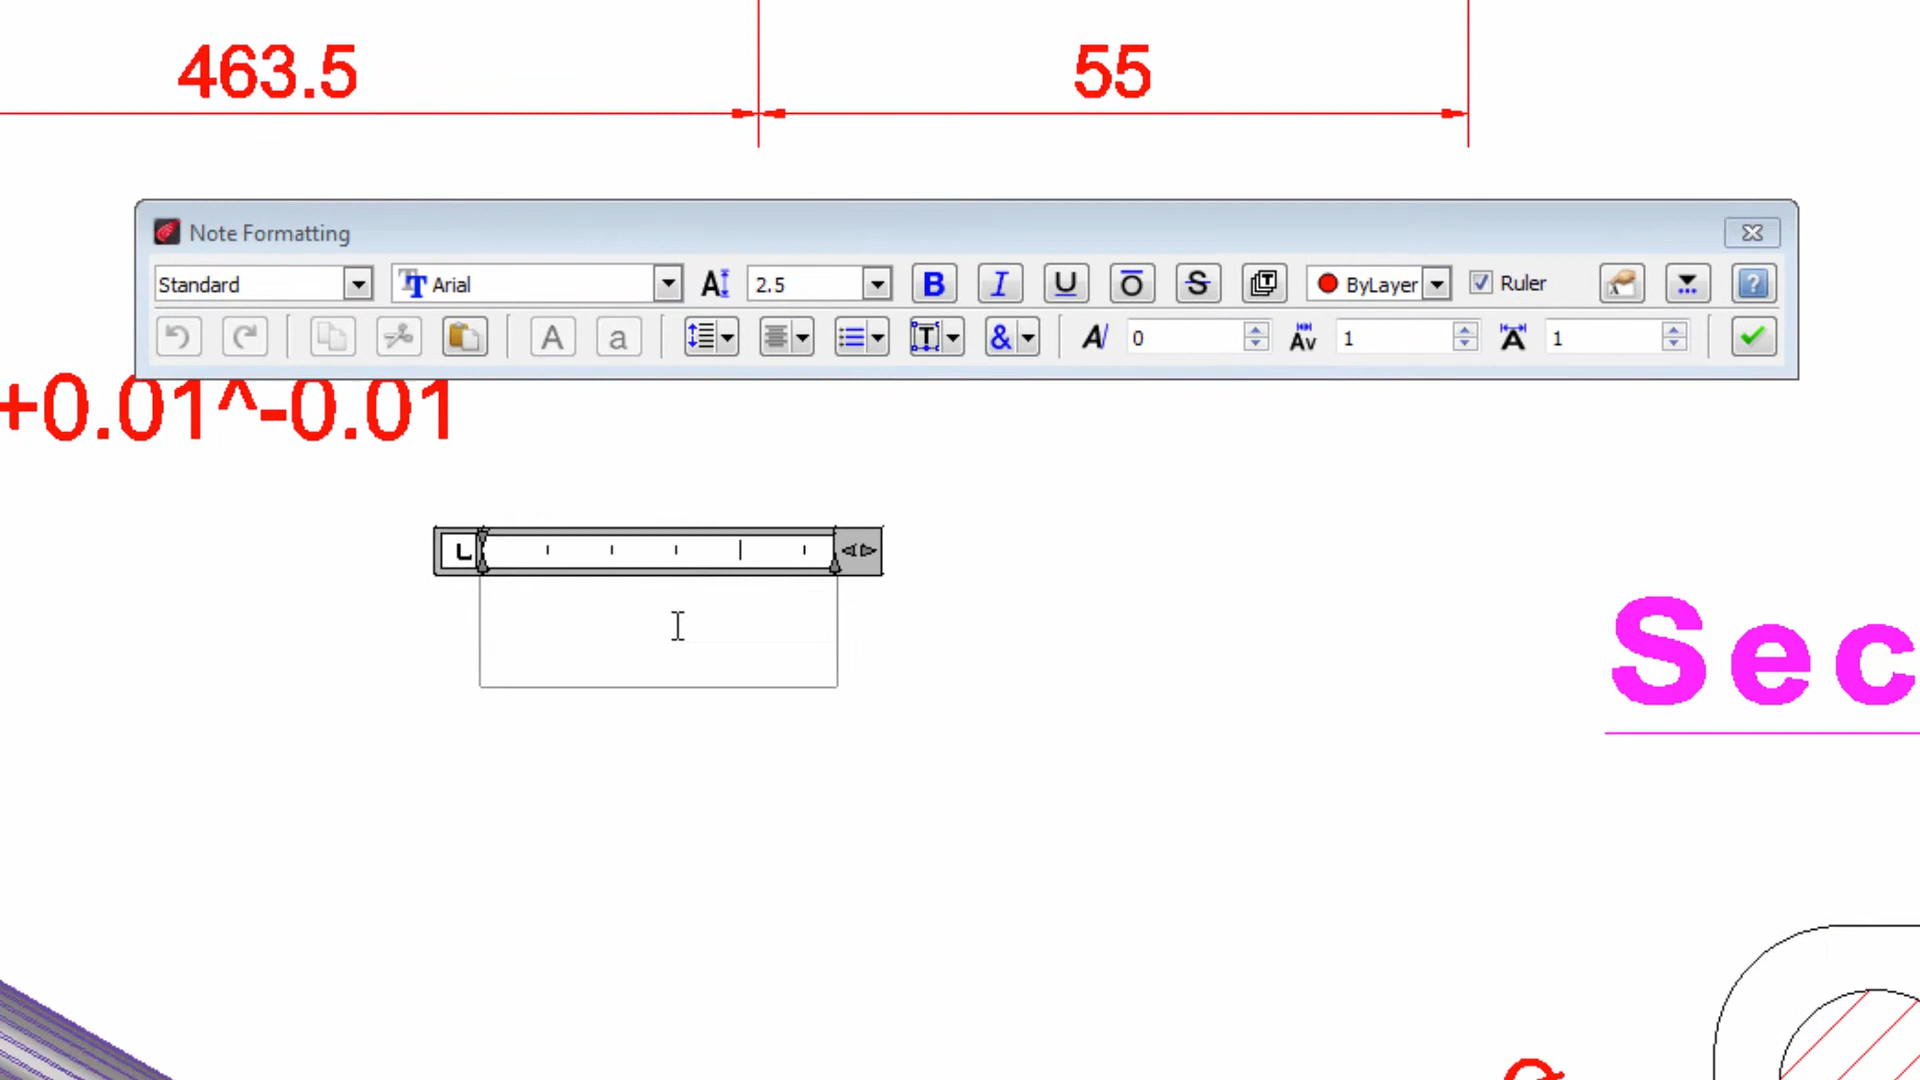 463.5 55
Note Formatting
Standard Arial 2.5 B I U O S ByLayer Ruler
A a & A 0 AV 1 A 1
+0.01^-0.01
Sec